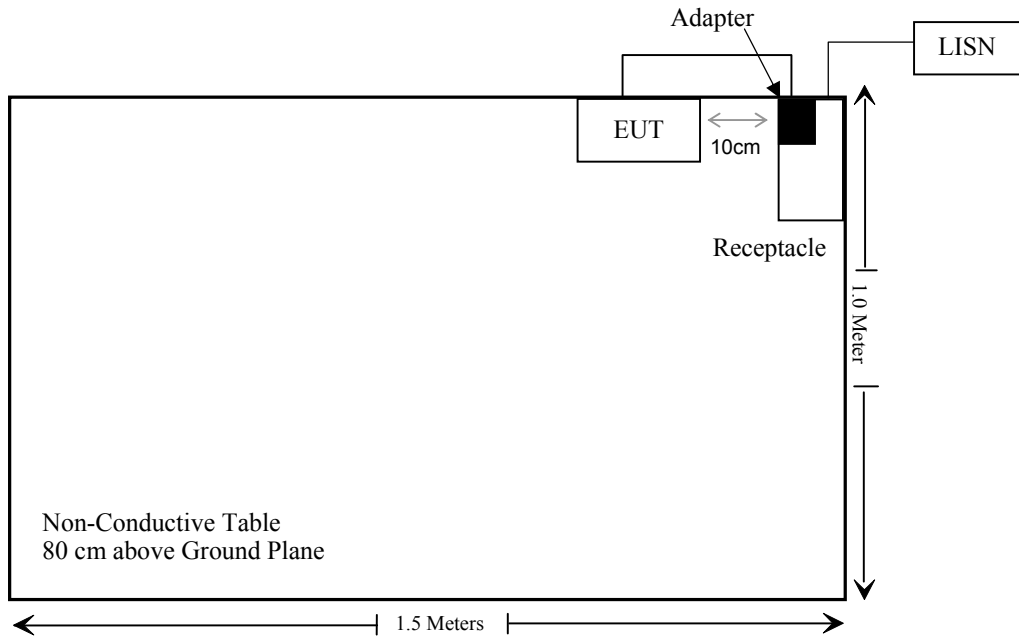 Adapter
LISN
EUT
10cm
Receptacle
1.0 Meter
Non-Conductive Table
80 cm above Ground Plane
1.5 Meters